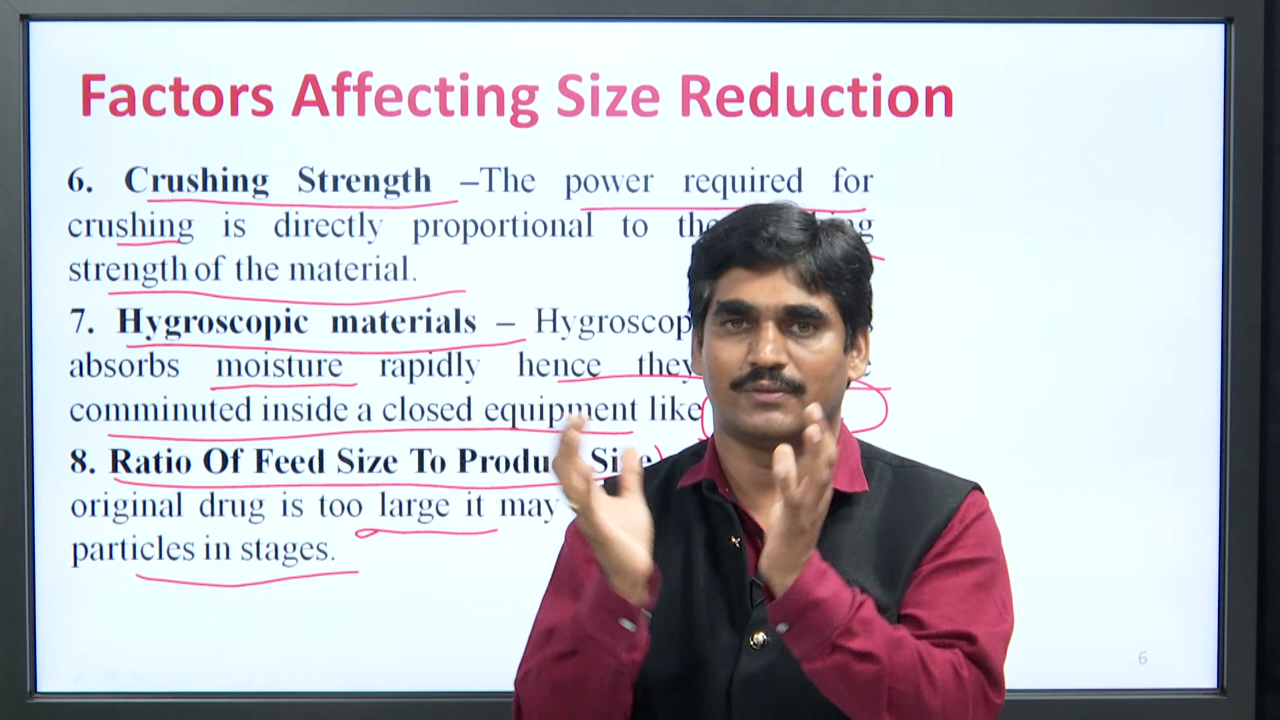 Factors Affecting Size Reduction
6. Crushing Strength –The power required for
crushing is directly proportional to the
strength of the material.
7. Hygroscopic materials –
absorbs moisture rapidly hence they
comminuted inside a closed equipment like
8. Ratio Of Feed Size To Product Size
original drug is too large it may
particles in stages.
6